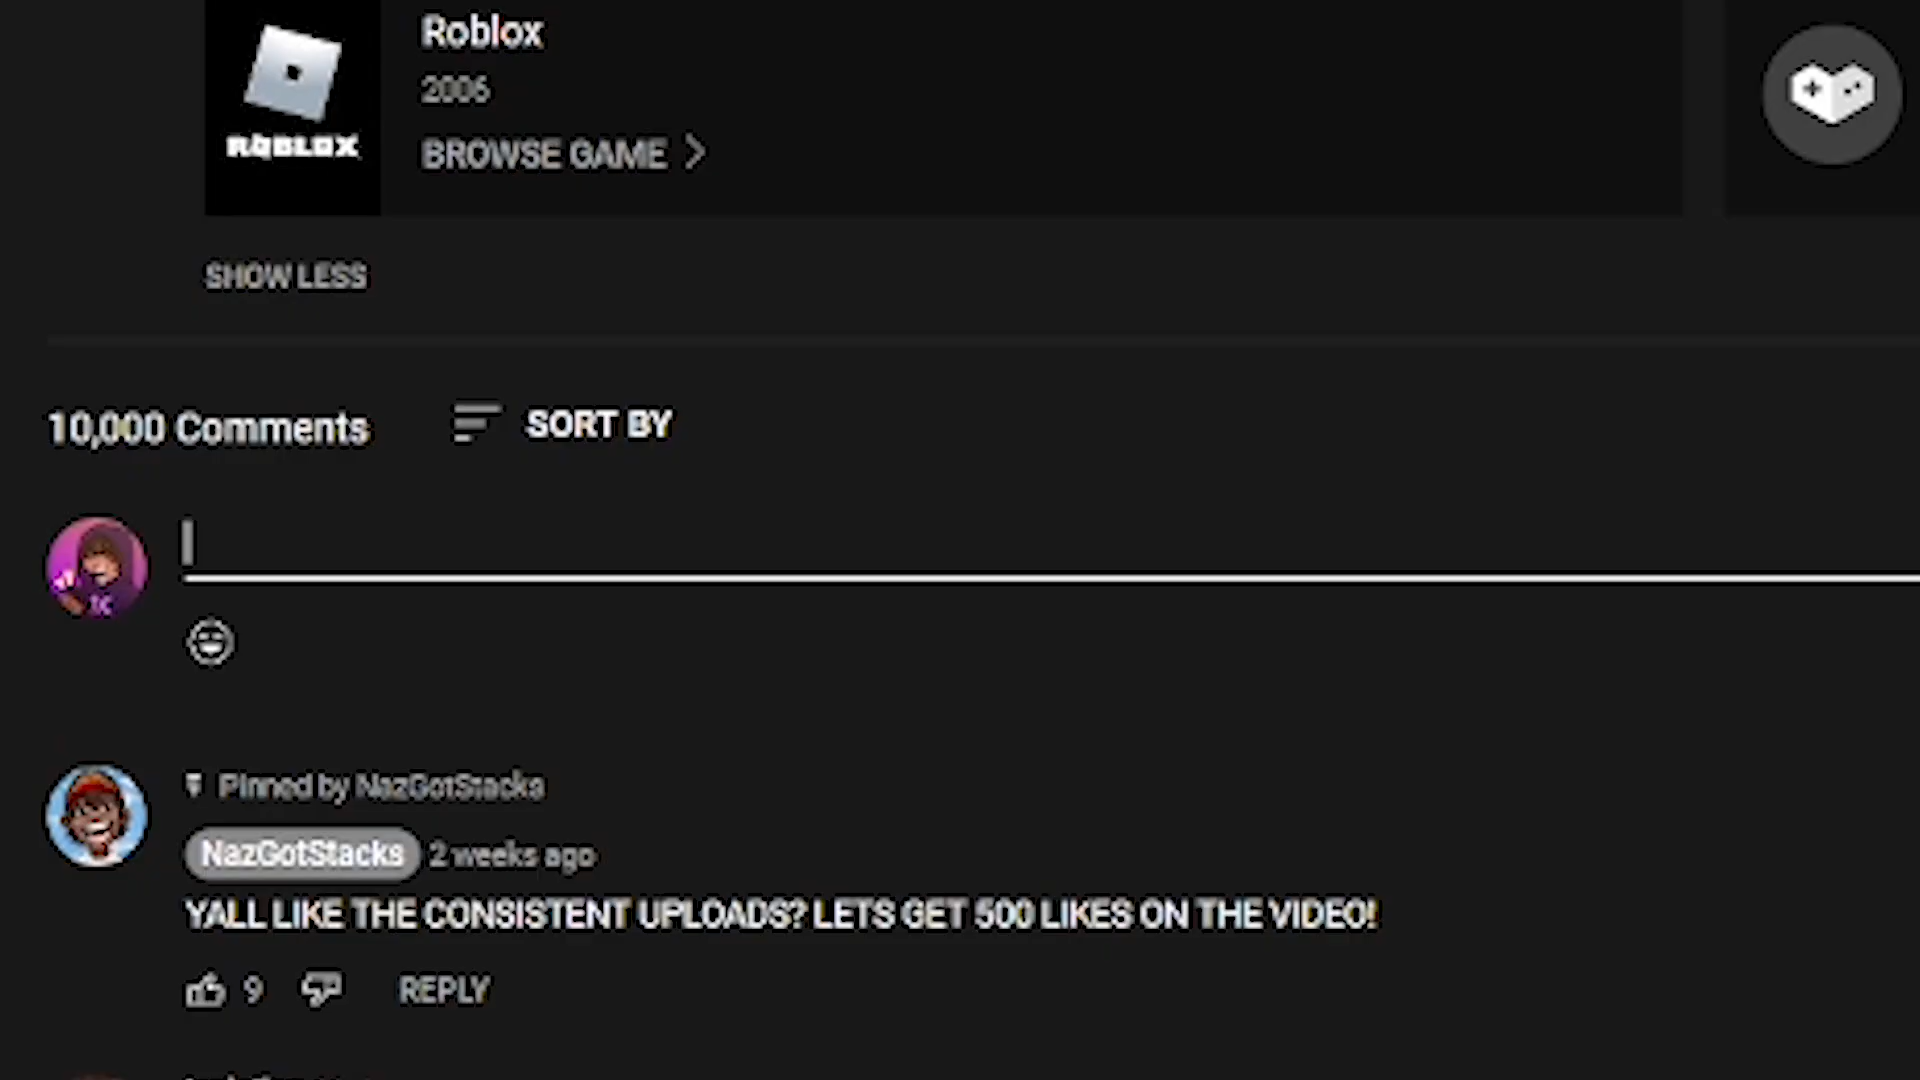 Roblox
2006
BROWSE GAME
ROBLOX
SHOW LESS
10,000 Comments
SORT BY
Pinned by NazGotStacks
NazGotStacks 2 weeks ago
YALL LIKE THE CONSISTENT UPLOADS? LETS GET 500 LIKES ON THE VIDEO!
9 REPLY